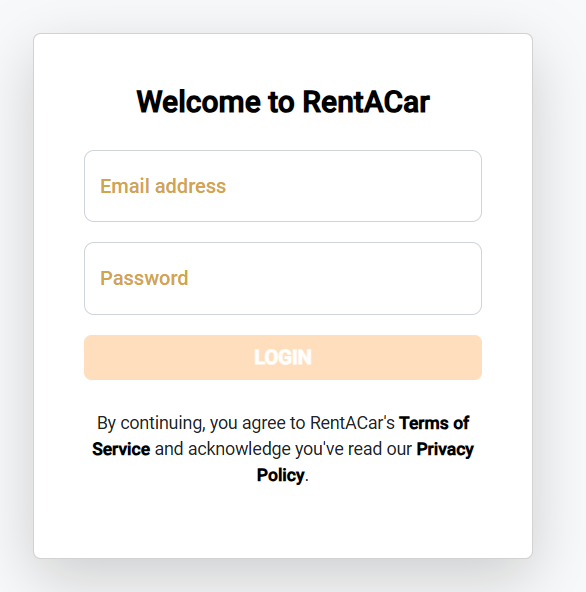 Welcome to RentACar
Email address
Password
LOGIN
By continuing, you agree to RentACar's Terms of
Service and acknowledge you've read our Privacy
Policy.